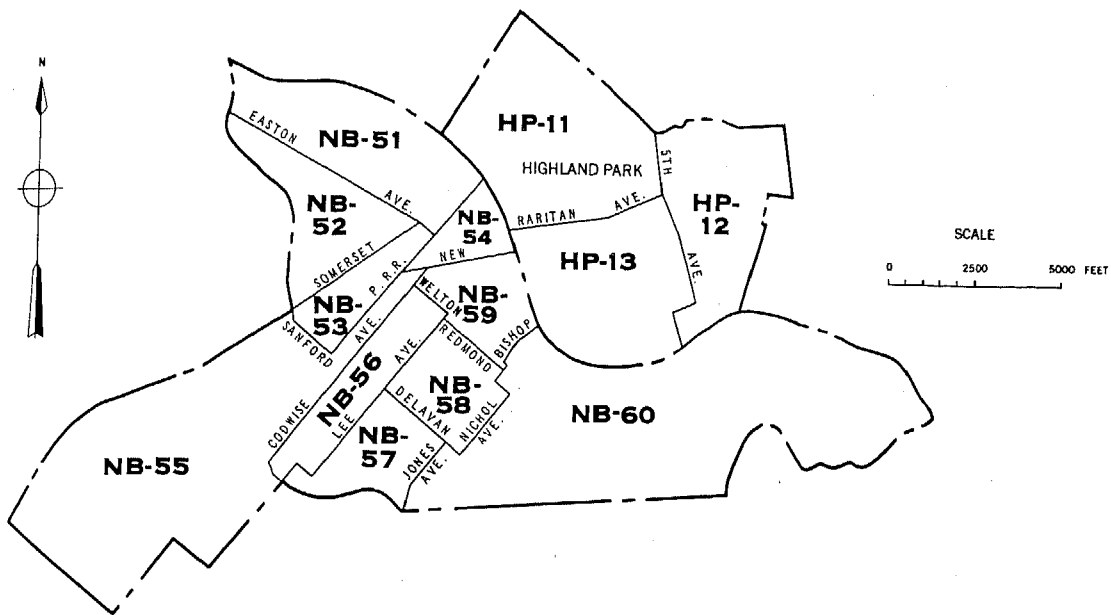 N
EASTON AVE.
NB-51
HP-11
HIGHLAND PARK
5TH AVE.
NB-
52
NB-
54
RARITAN AVE.
HP-
12
SOMERSET
P.R.R.
NEW
HP-13
SCALE
0 2500 5000 FEET
NB-
53
SANFORD
WELTON
NB-
59
BISHOP
REDMOND
CODWISE AVE.
NB-56
LEE AVE.
NB-
58
DELAVAN
NICHOL
AVE.
NB-60
NB-55
NB-
57
JONES
AVE.